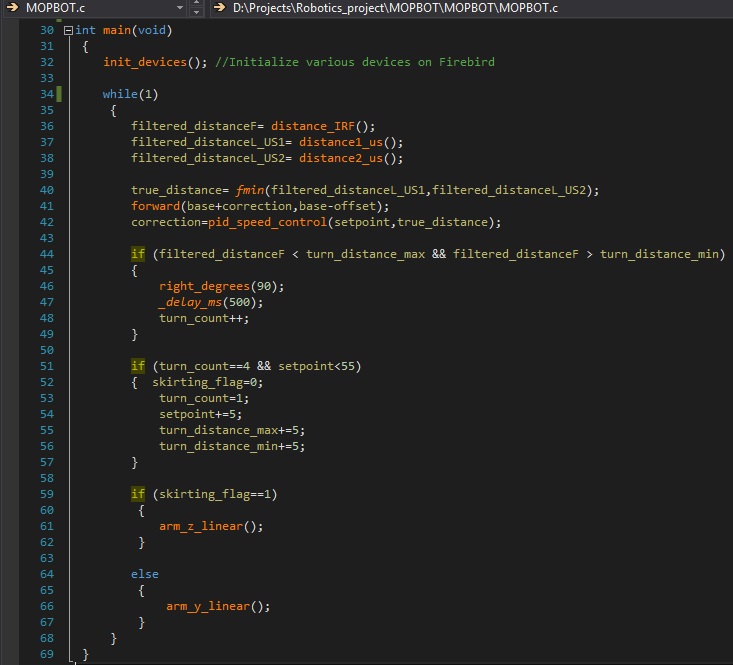 MOPBOT.c D:\Projects\Robotics_project\MOPBOT\MOPBOT\MOPBOT.c
30 int main(void)
31 {
32 init_devices(); //Initialize various devices on Firebird
33
34 while(1)
35 {
36 filtered_distanceF= distance_IRF();
37 filtered_distanceL_US1= distance1_us();
38 filtered_distanceL_US2= distance2_us();
39
40 true_distance= fmin(filtered_distanceL_US1,filtered_distanceL_US2);
41 forward(base+correction,base-offset);
42 correction=pid_speed_control(setpoint,true_distance);
43
44 if (filtered_distanceF < turn_distance_max && filtered_distanceF > turn_distance_min)
45 {
46 right_degrees(90);
47 _delay_ms(500);
48 turn_count++;
49 }
50
51 if (turn_count==4 && setpoint<55)
52 { skirting_flag=0;
53 turn_count=1;
54 setpoint+=5;
55 turn_distance_max+=5;
56 turn_distance_min+=5;
57 }
58
59 if (skirting_flag==1)
60 {
61 arm_z_linear();
62 }
63
64 else
65 {
66 arm_y_linear();
67 }
68 }
69 }